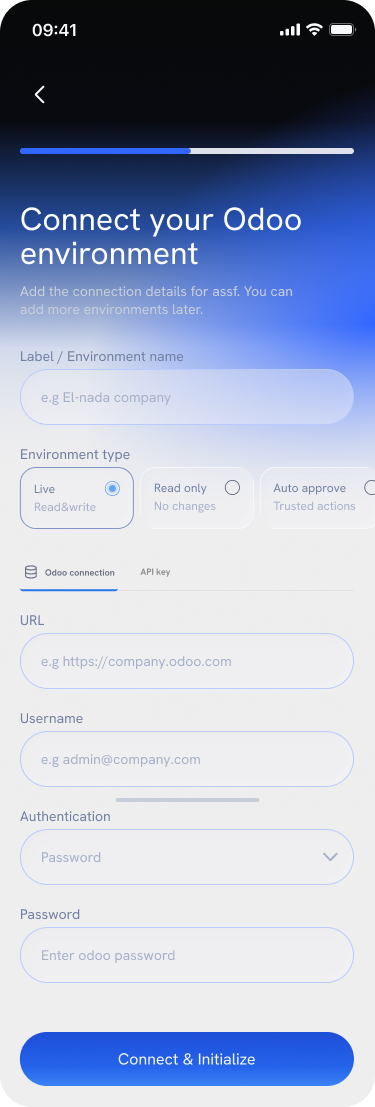 09:41
Connect your Odoo
environment
Add the connection details for assf. You can
add more environments later.
Label / Environment name
e.g El-nada company
Environment type
Live
Read&write
Read only
No changes
Auto approve
Trusted actions
Odoo connection
API key
URL
e.g https://company.odoo.com
Username
e.g admin@company.com
Authentication
Password
Password
Enter odoo password
Connect & Initialize